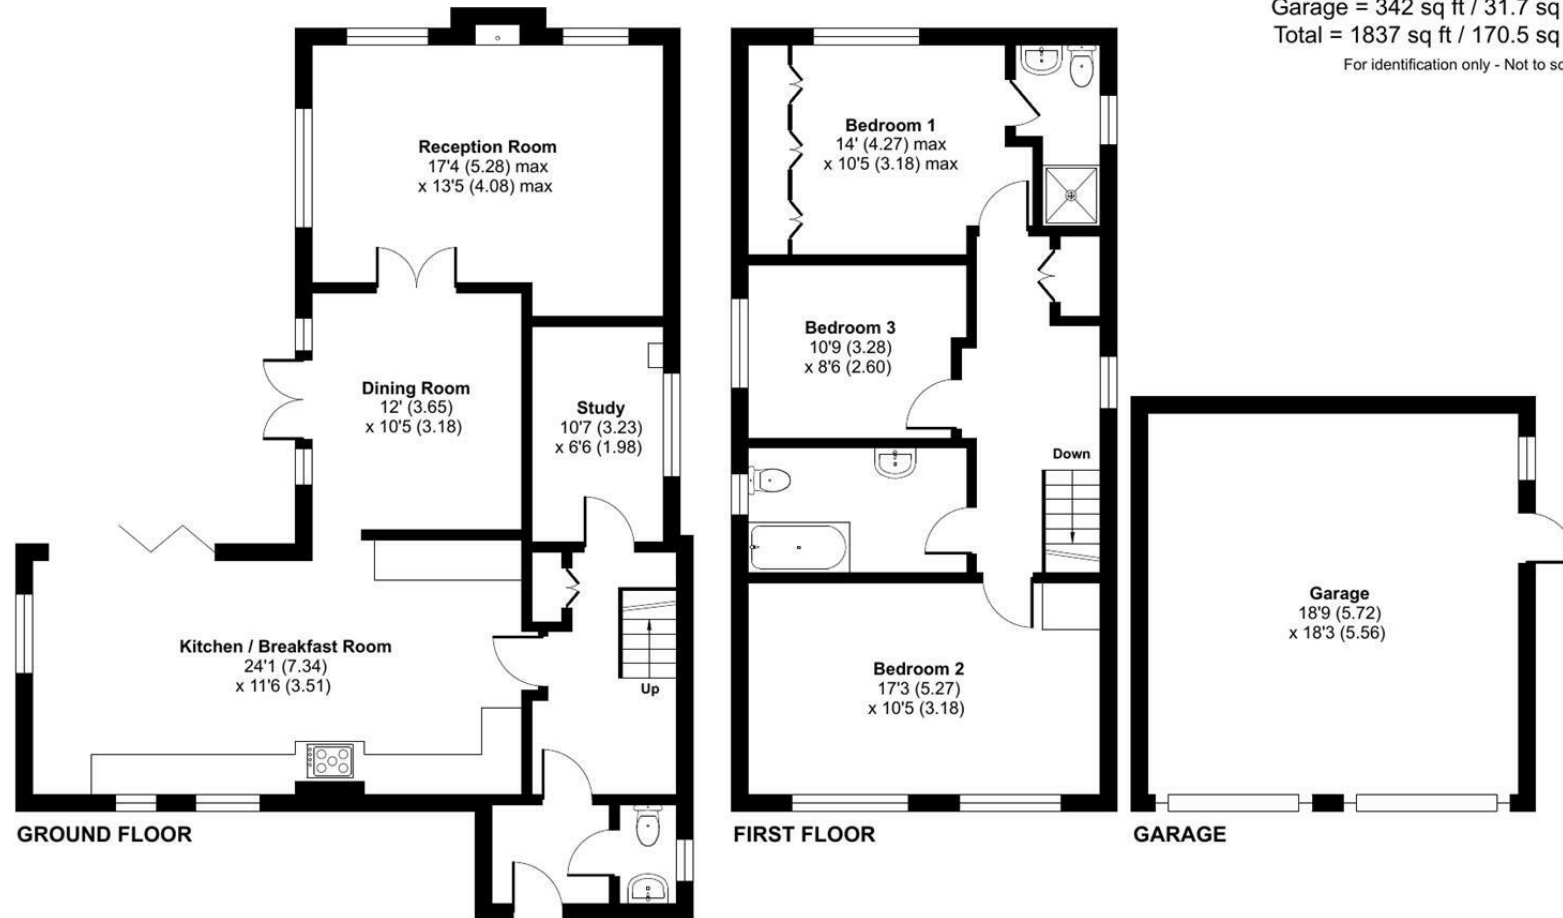 Garage = 342 sq ft / 31.7 sq
Total = 1837 sq ft / 170.5 sq
For identification only - Not to sc
Reception Room
17'4 (5.28) max
x 13'5 (4.08) max
Dining Room
12' (3.65)
x 10'5 (3.18)
Study
10'7 (3.23)
x 6'6 (1.98)
Kitchen / Breakfast Room
24'1 (7.34)
x 11'6 (3.51)
Up
GROUND FLOOR
Bedroom 1
14' (4.27) max
x 10'5 (3.18) max
Bedroom 3
10'9 (3.28)
x 8'6 (2.60)
Down
Bedroom 2
17'3 (5.27)
x 10'5 (3.18)
FIRST FLOOR
Garage
18'9 (5.72)
x 18'3 (5.56)
GARAGE